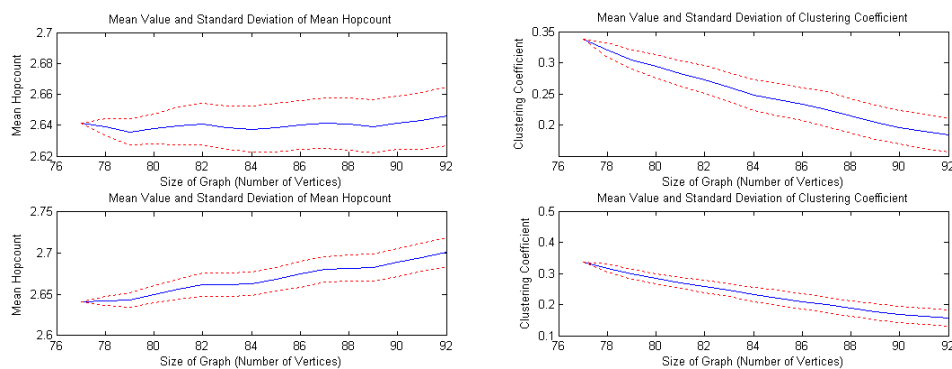 Mean Value and Standard Deviation of Mean Hopcount
2.7
2.66
2.64
2.62
Mean Hopcount
76 78 80 82 84 86 88 90 92
Size of Graph (Number of Vertices)
Mean Value and Standard Deviation of Clustering Coefficient
0.35
0.3
0.25
0.2
Clustering Coefficient
76 78 80 82 84 86 88 90 92
Size of Graph (Number of Vertices)
Mean Value and Standard Deviation of Mean Hopcount
2.75
2.7
2.65
2.6
Mean Hopcount
76 78 80 82 84 86 88 90 92
Size of Graph (Number of Vertices)
Mean Value and Standard Deviation of Clustering Coefficient
0.5
0.4
0.3
0.2
0.1
Clustering Coefficient
76 78 80 82 84 86 88 90 92
Size of Graph (Number of Vertices)